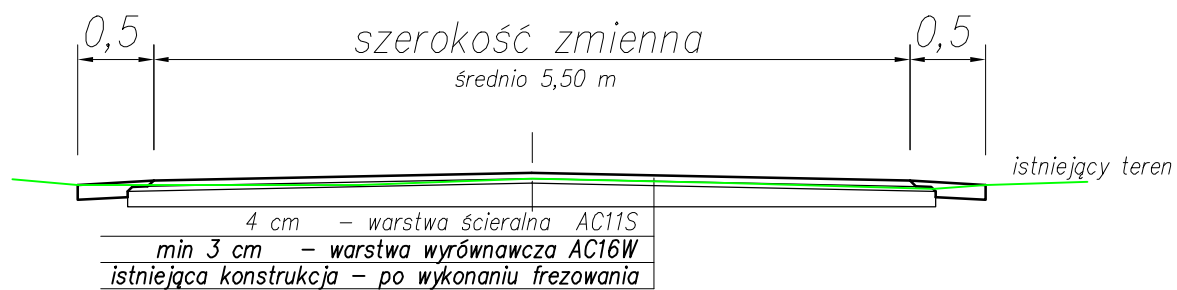 0,5 szerokość zmienna 0,5
średnio 5,50 m
istniejący teren
4 cm – warstwa ścieralna AC11S
min 3 cm – warstwa wyrównawcza AC16W
istniejąca konstrukcja – po wykonaniu frezowania